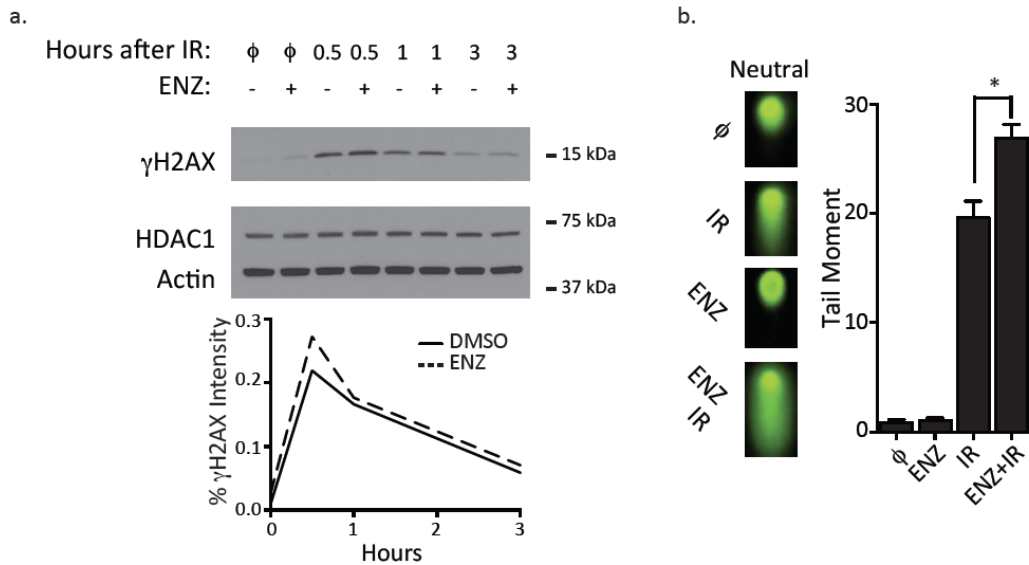 a.
Hours after IR: ϕ ϕ 0.5 0.5 1 1 3 3
ENZ: - + - + - + - +
γH2AX
15 kDa
75 kDa
HDAC1
Actin
37 kDa
% γH2AX Intensity
0.3
0.2
0.1
0.0
DMSO
ENZ
0 1 2 3
Hours
b.
Neutral
ϕ
IR
ENZ
ENZ
IR
Tail Moment
30
20
10
0
*
ϕ ENZ IR ENZ+IR